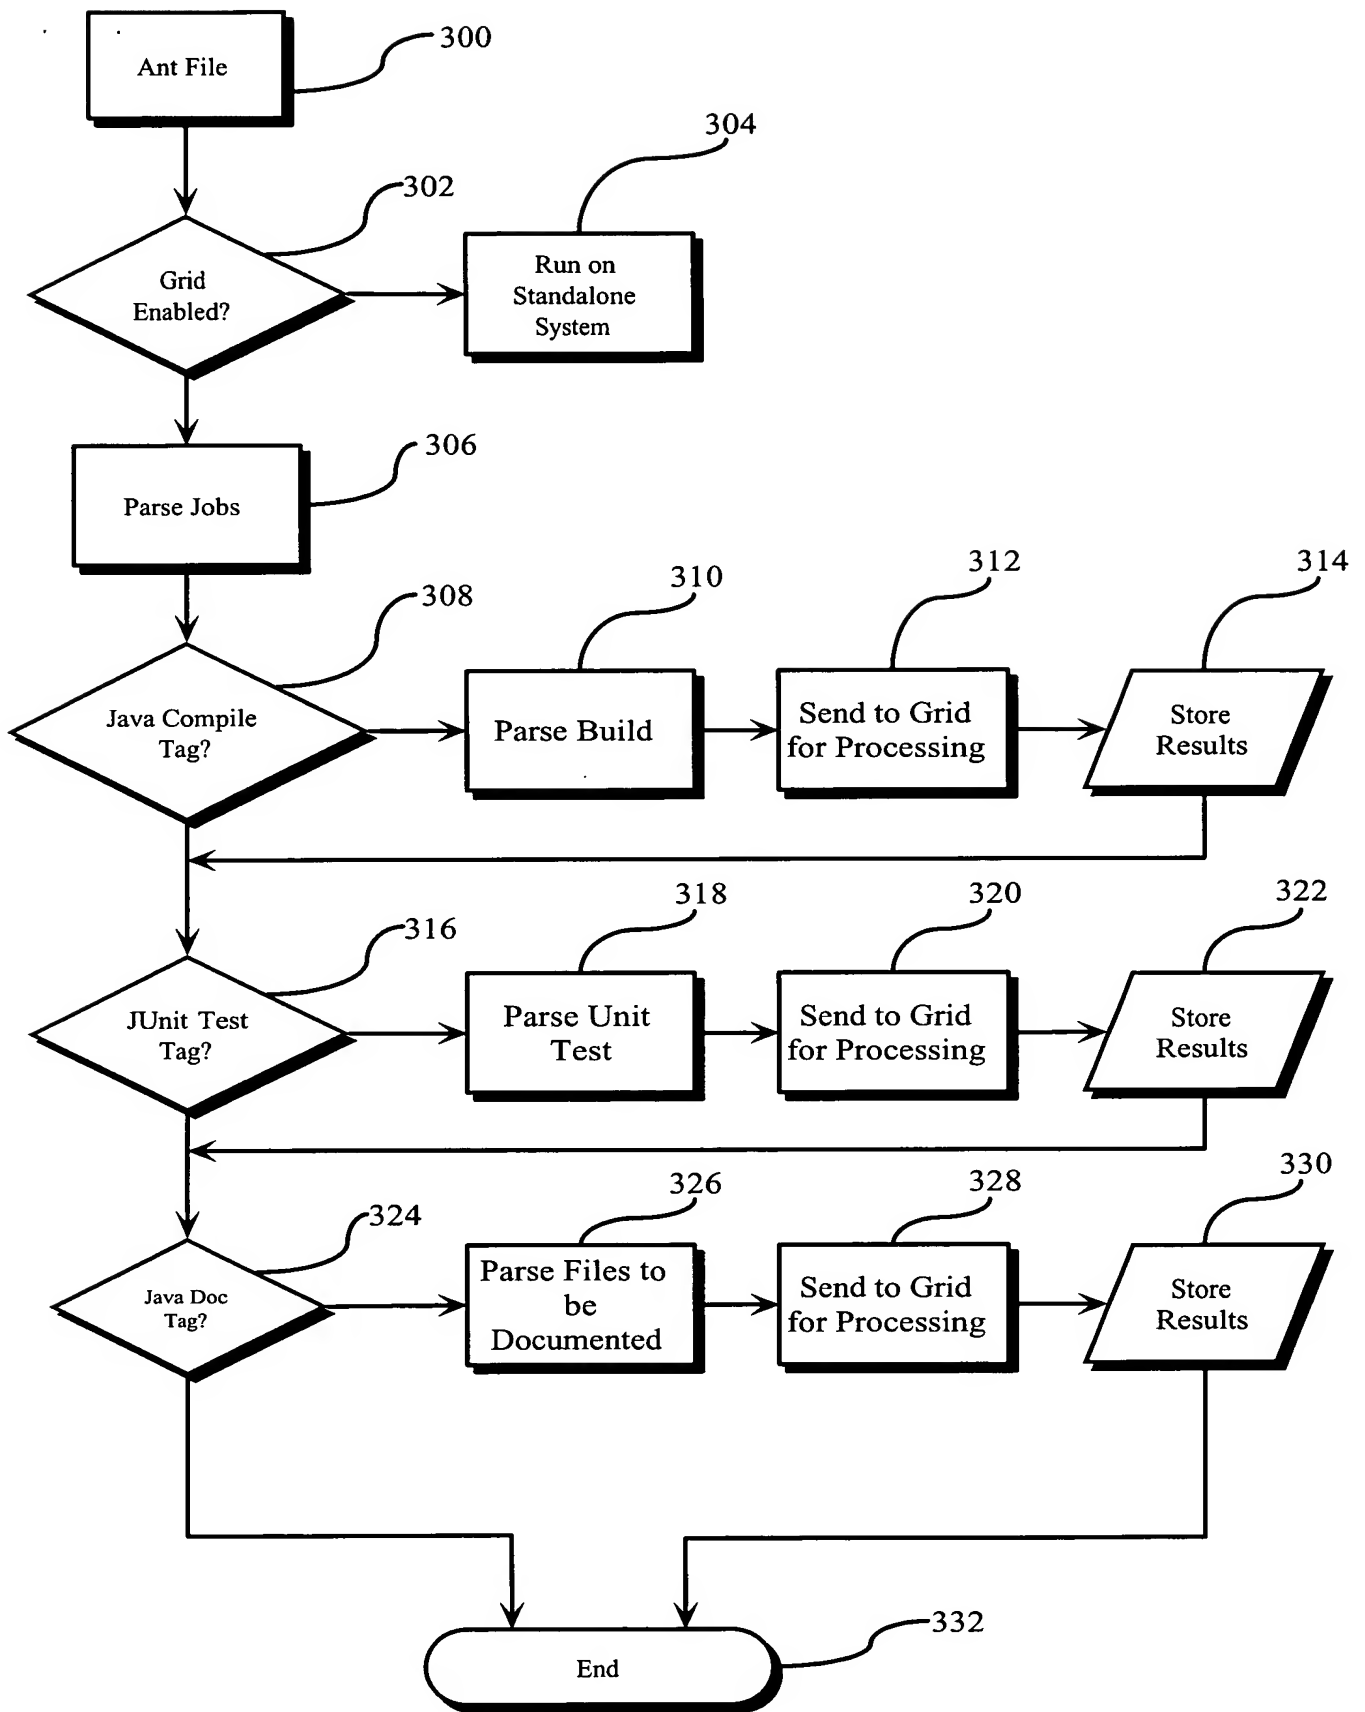 300
Ant File
304
302
Grid
Enabled?
Run on
Standalone
System
306
Parse Jobs
308
310
312
314
Java Compile
Tag?
Parse Build
Send to Grid
for Processing
Store
Results
316
318
320
322
JUnit Test
Tag?
Parse Unit
Test
Send to Grid
for Processing
Store
Results
324
326
328
330
Java Doc
Tag?
Parse Files to
be
Documented
Send to Grid
for Processing
Store
Results
332
End